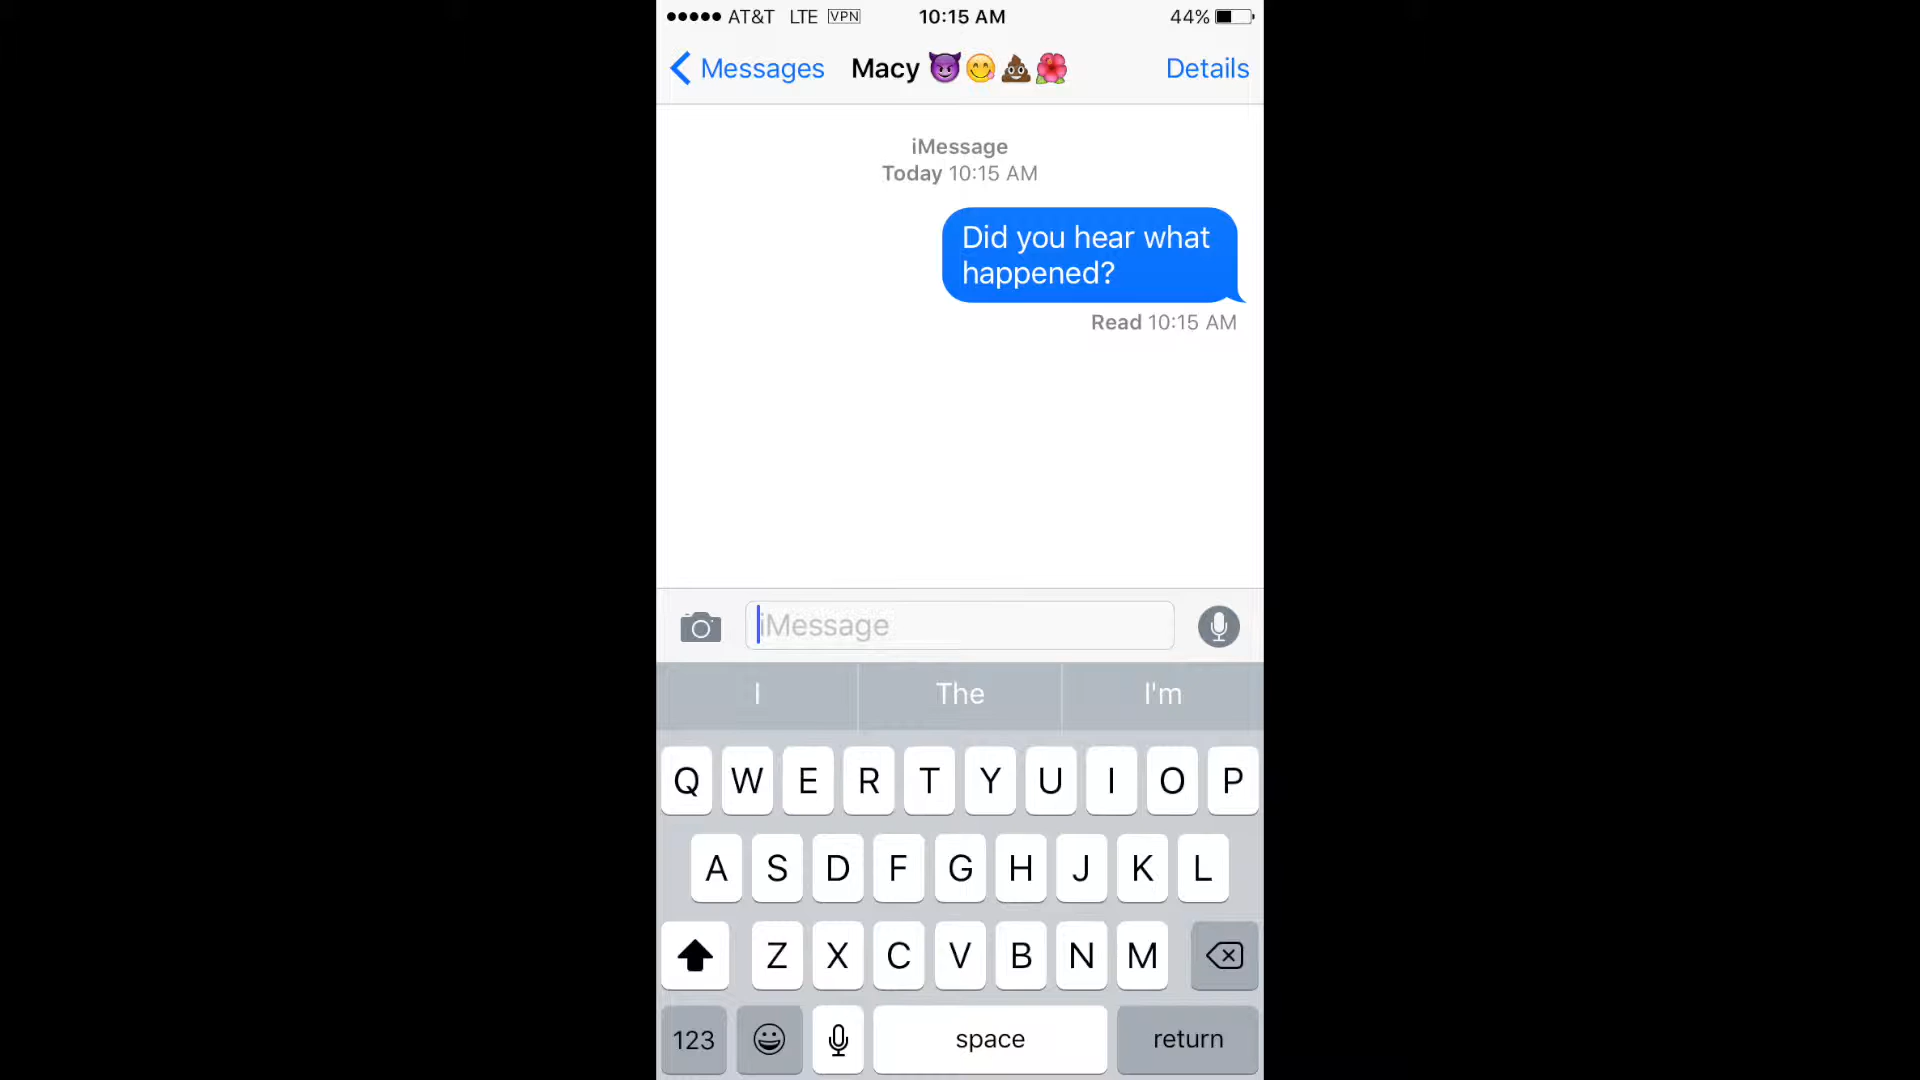 AT&T LTE VPN 10:15 AM 44%
Messages Macy 😈😋💩🌺 Details
iMessage
Today 10:15 AM
Did you hear what
happened?
Read 10:15 AM
iMessage
I The I'm
Q W E R T Y U I O P
A S D F G H J K L
Z X C V B N M
123 space return